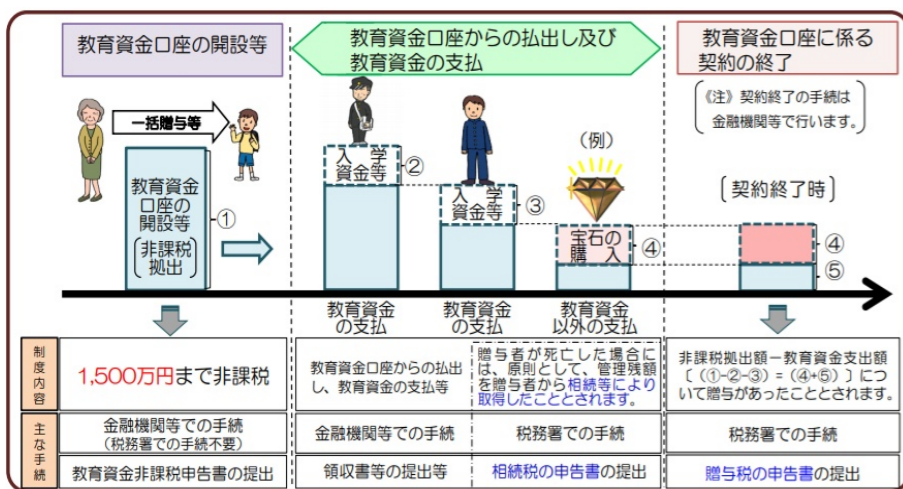 教育資金口座の開設等
教育資金口座からの払出し及び
教育資金の支払
教育資金口座に係る
契約の終了
《注》契約終了の手続は
金融機関等で行います。
一括贈与等
教育資金
口座の
開設等
非課税
拠出
①
入学
資金等
②
入学
資金等
③
（例）
宝石の
購入
④
〔契約終了時〕
④
⑤
教育資金
の支払
教育資金
の支払
教育資金
以外の支払
制度内容
1,500万円まで非課税
教育資金口座からの払出
し、教育資金の支払等
贈与者が死亡した場合に
は、原則として、管理残額
を贈与者から相続等により
取得したこととされます。
非課税拠出額－教育資金支出額
〔（①-②-③）＝（④+⑤）〕につ
いて贈与があったこととされます。
主な手続
金融機関等での手続
（税務署での手続不要）
金融機関等での手続
税務署での手続
税務署での手続
教育資金非課税申告書の提出
領収書等の提出等
相続税の申告書の提出
贈与税の申告書の提出